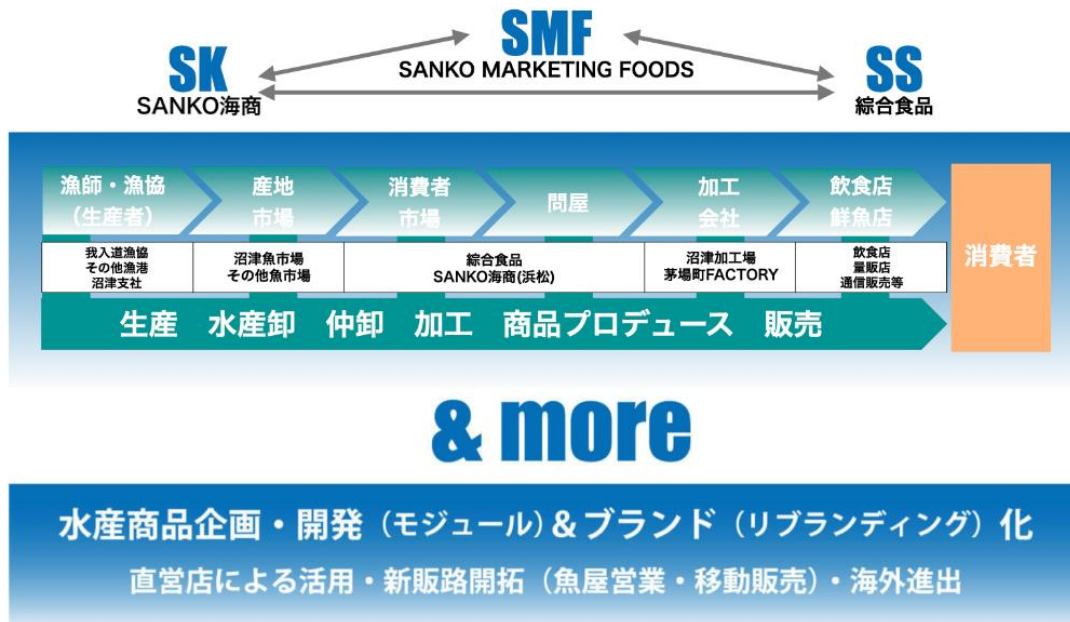 SMF
SANKO MARKETING FOODS
SK
SANKO海商
SS
綜合食品
漁師・漁協
（生産者）
産地
市場
消費者
市場
問屋
加工
会社
飲食店
鮮魚店
消費者
我入道漁協
その他漁港
沼津支社
沼津魚市場
その他魚市場
綜合食品
SANKO海商(浜松)
沼津加工場
茅場町FACTORY
飲食店
量販店
通信販売等
生産 水産卸 仲卸 加工 商品プロデュース 販売
& more
水産商品企画・開発（モジュール）&ブランド（リブランディング）化
直営店による活用・新販路開拓（魚屋営業・移動販売）・海外進出